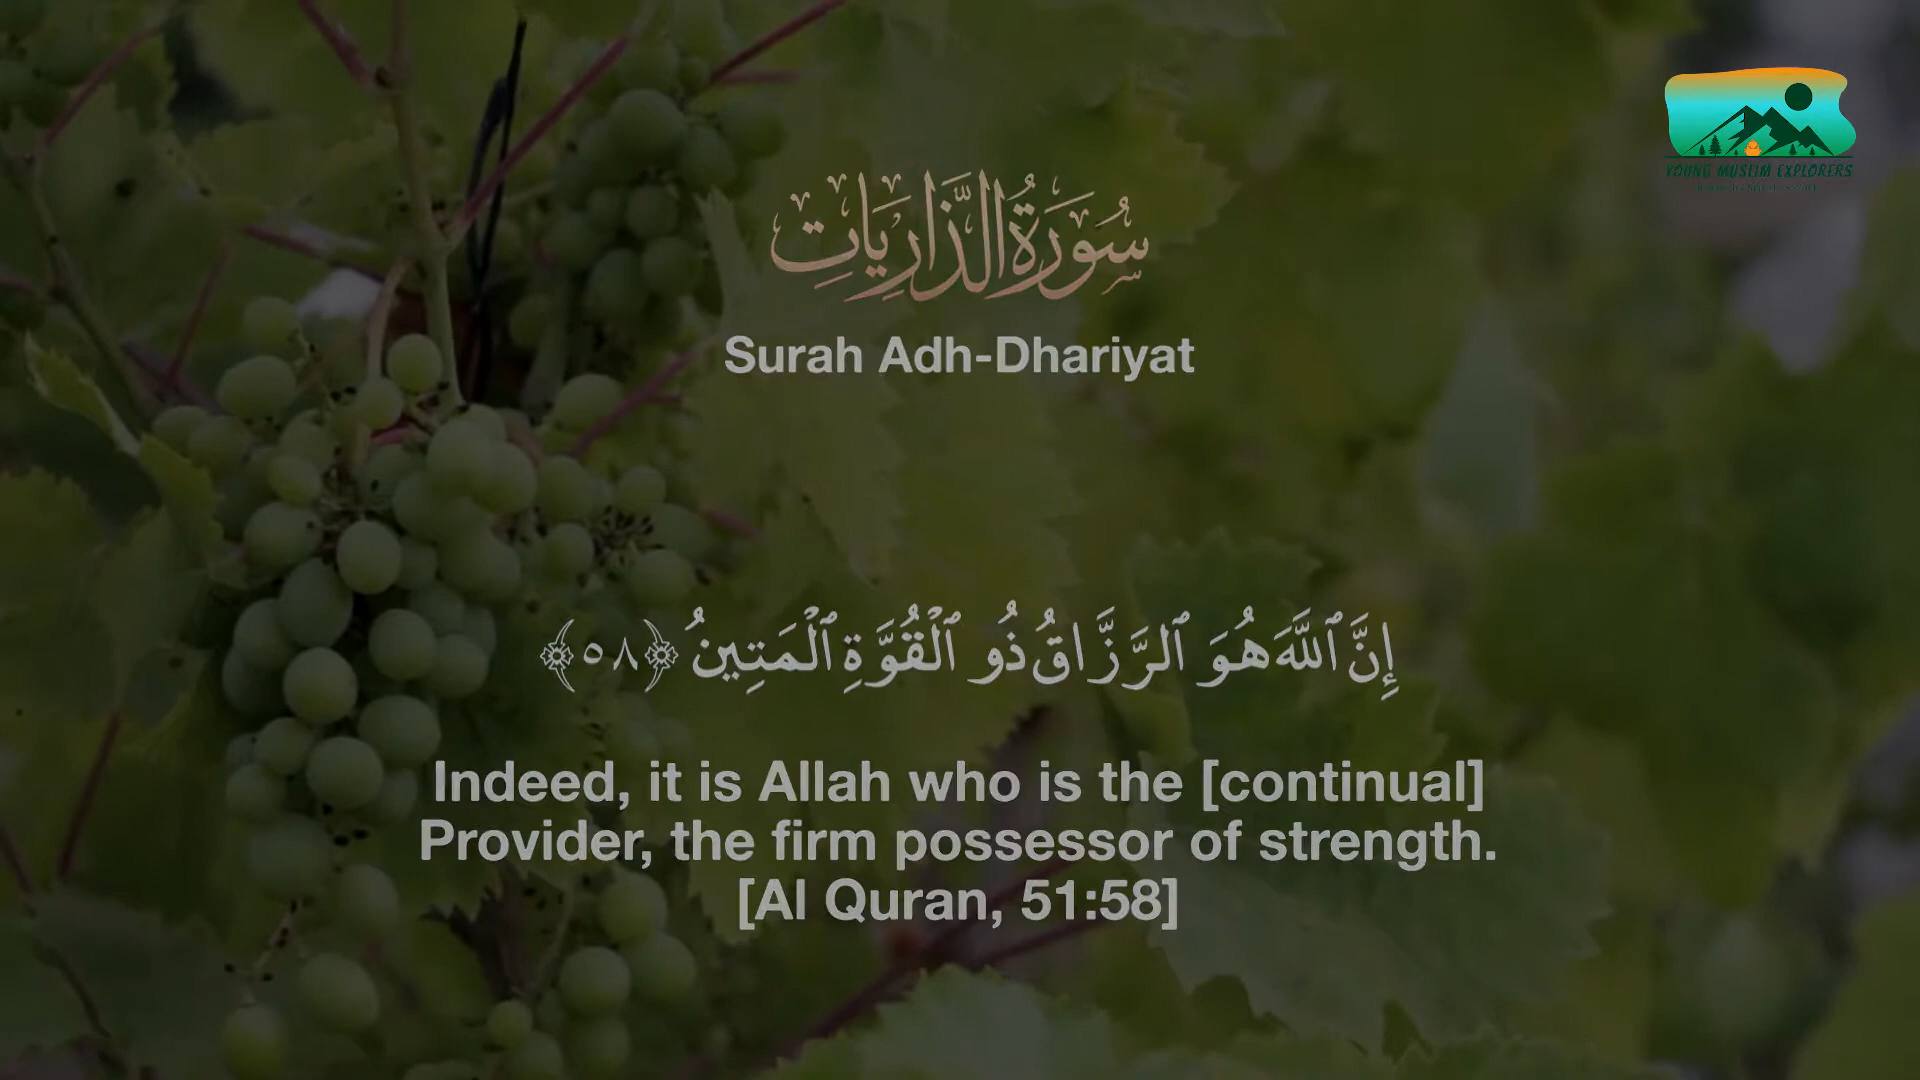 YOUNG MUSLIM EXPLORERS
سُورَةُ الذَّارِيَاتِ
Surah Adh-Dhariyat
إِنَّ ٱللَّهَ هُوَ ٱلرَّزَّاقُ ذُو ٱلْقُوَّةِ ٱلْمَتِينُ ﴿٥٨﴾
Indeed, it is Allah who is the [continual]
Provider, the firm possessor of strength.
[Al Quran, 51:58]